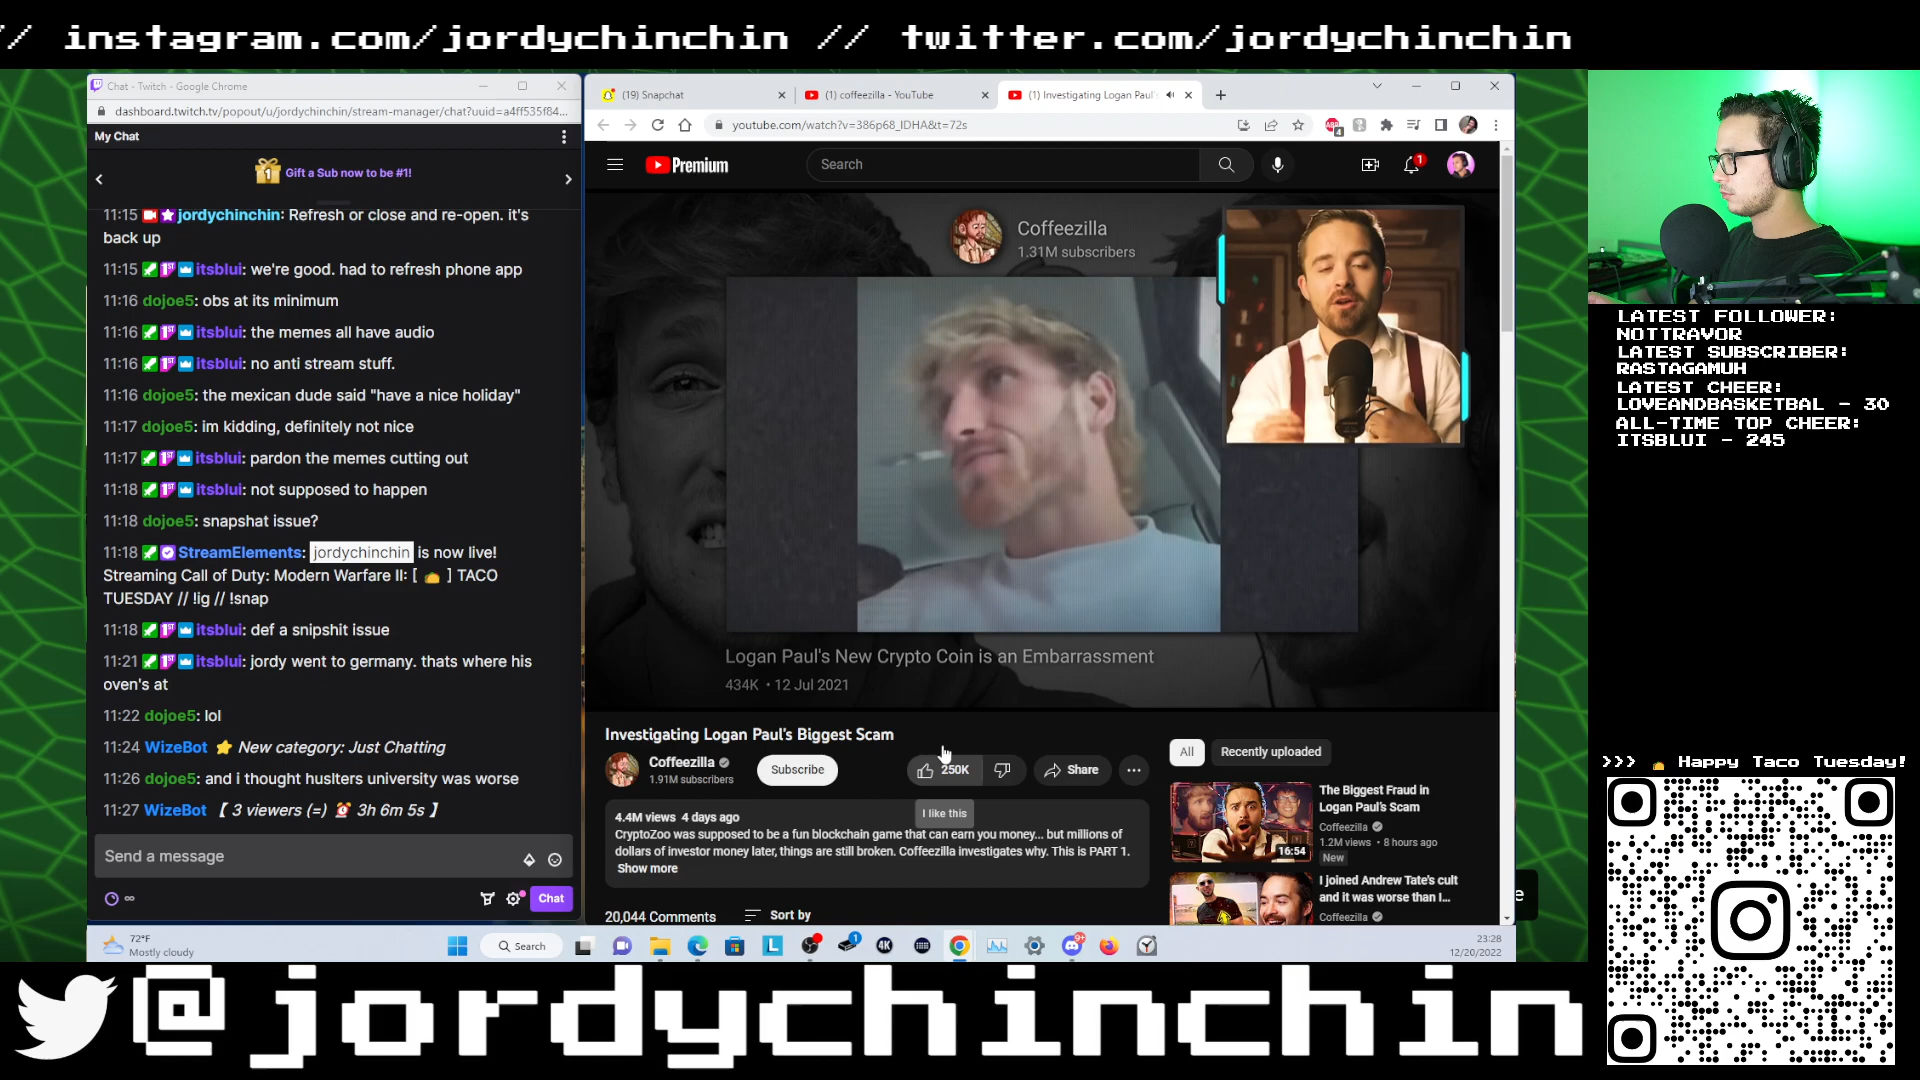 // instagram.com/jordychinchin // twitter.com/jordychinchin
Chat - Twitch - Google Chrome
dashboard.twitch.tv/popout/u/jordychinchin/stream-manager/chat?uuid=a4ff535f84...
My Chat
1
Gift a Sub now to be #1!
11:15 jordychinchin: Refresh or close and re-open. it's
back up
11:15 1ST itsblui: we're good. had to refresh phone app
11:16 dojoe5: obs at its minimum
11:16 1ST itsblui: the memes all have audio
11:16 1ST itsblui: no anti stream stuff.
11:16 dojoe5: the mexican dude said "have a nice holiday"
11:17 dojoe5: im kidding, definitely not nice
11:17 1ST itsblui: pardon the memes cutting out
11:18 1ST itsblui: not supposed to happen
11:18 dojoe5: snapshat issue?
11:18 StreamElements: jordychinchin is now live!
Streaming Call of Duty: Modern Warfare II: [ 🌮 ] TACO
TUESDAY // !ig // !snap
11:18 1ST itsblui: def a snipshit issue
11:21 1ST itsblui: jordy went to germany. thats where his
oven's at
11:22 dojoe5: lol
11:24 WizeBot ⭐ New category: Just Chatting
11:26 dojoe5: and i thought huslters university was worse
11:27 WizeBot 【 3 viewers (=) ⏰ 3h 6m 5s 】
Send a message
Chat
(19) Snapchat
(1) coffeezilla - YouTube
(1) Investigating Logan Paul'
youtube.com/watch?v=386p68_lDHA&t=72s
ABP
4
Premium
Search
1
Coffeezilla
1.31M subscribers
Logan Paul's New Crypto Coin is an Embarrassment
434K • 12 Jul 2021
Investigating Logan Paul's Biggest Scam
Coffeezilla
1.91M subscribers
Subscribe
250K
Share
I like this
4.4M views 4 days ago
CryptoZoo was supposed to be a fun blockchain game that can earn you money... but millions of
dollars of investor money later, things are still broken. Coffeezilla investigates why. This is PART 1.
Show more
20,044 Comments
Sort by
All
Recently uploaded
The Biggest Fraud in
Logan Paul's Scam
Coffeezilla
1.2M views • 8 hours ago
New
16:54
I joined Andrew Tate's cult
and it was worse than I...
Coffeezilla
72°F
Mostly cloudy
Search
L
1
4K
9+
23:28
12/20/2022
LATEST FOLLOWER:
NOTTRAVOR
LATEST SUBSCRIBER:
RASTAGAMUH
LATEST CHEER:
LOVEANDBASKETBAL - 30
ALL-TIME TOP CHEER:
ITSBLUI - 245
>>> 🌮 Happy Taco Tuesday!
@jordychinchin